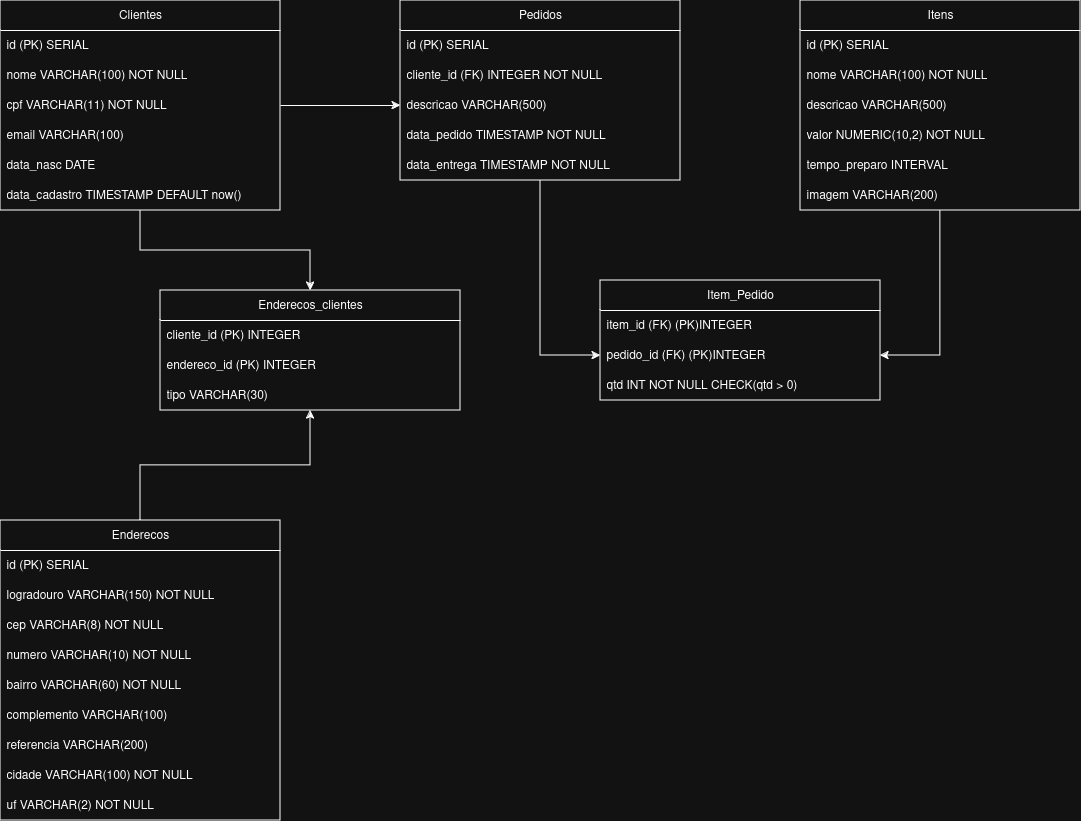 Clientes
id (PK) SERIAL
nome VARCHAR(100) NOT NULL
cpf VARCHAR(11) NOT NULL
email VARCHAR(100)
data_nasc DATE
data_cadastro TIMESTAMP DEFAULT now()
Pedidos
id (PK) SERIAL
cliente_id (FK) INTEGER NOT NULL
descricao VARCHAR(500)
data_pedido TIMESTAMP NOT NULL
data_entrega TIMESTAMP NOT NULL
Itens
id (PK) SERIAL
nome VARCHAR(100) NOT NULL
descricao VARCHAR(500)
valor NUMERIC(10,2) NOT NULL
tempo_preparo INTERVAL
imagem VARCHAR(200)
Enderecos_clientes
cliente_id (PK) INTEGER
endereco_id (PK) INTEGER
tipo VARCHAR(30)
Item_Pedido
item_id (FK) (PK)INTEGER
pedido_id (FK) (PK)INTEGER
qtd INT NOT NULL CHECK(qtd > 0)
Enderecos
id (PK) SERIAL
logradouro VARCHAR(150) NOT NULL
cep VARCHAR(8) NOT NULL
numero VARCHAR(10) NOT NULL
bairro VARCHAR(60) NOT NULL
complemento VARCHAR(100)
referencia VARCHAR(200)
cidade VARCHAR(100) NOT NULL
uf VARCHAR(2) NOT NULL